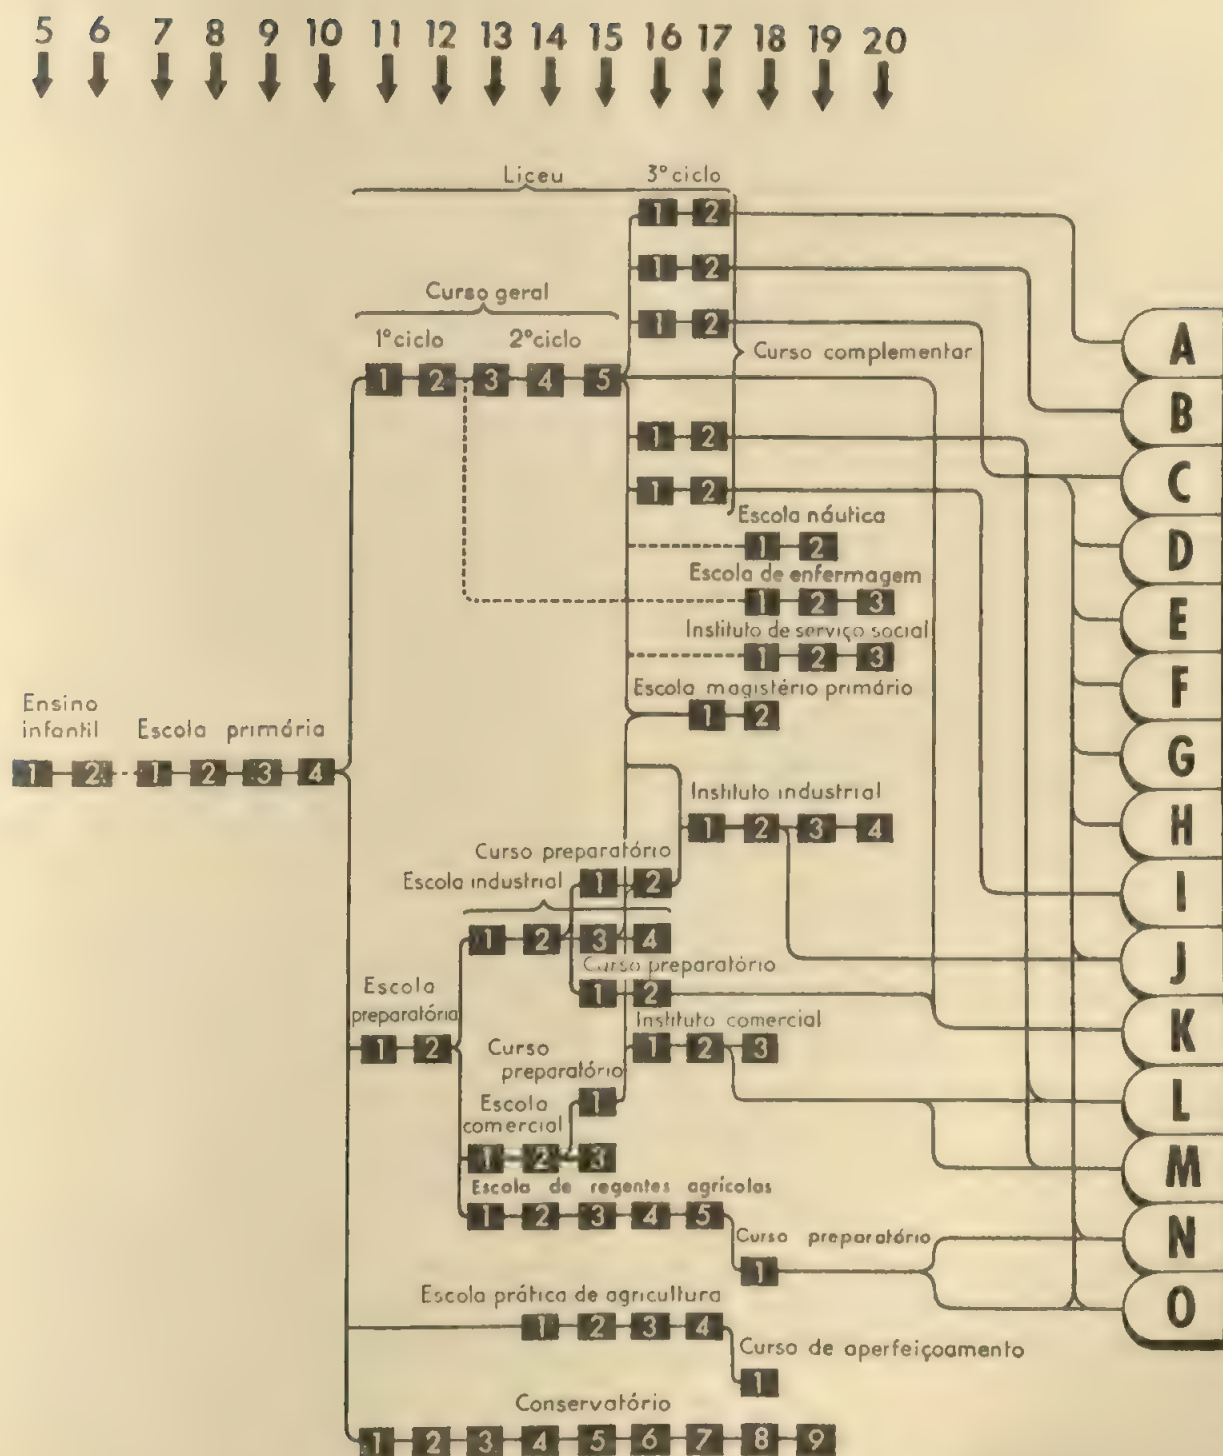 5 6 7 8 9 10 11 12 13 14 15 16 17 18 19 20
Liceu
3º ciclo
1 2
1 2
Curso geral
1 2
1º ciclo
2º ciclo
Curso complementar
A
1 2 3 4 5
B
1 2
C
1 2
Escola náutica
1 2
D
Escola de enfermagem
1 2 3
E
Instituto de serviço social
1 2 3
Escola magistério primário
F
1 2
Ensino
infantil
Escola primária
G
1 2 1 2 3 4
Instituto industrial
1 2 3 4
H
Curso preparatório
1 2
Escola industrial
I
1 2 3 4
J
Curso preparatório
1 2
Escola
preparatória
1 2
Instituto comercial
1 2 3
K
Curso
preparatório
1
L
Escola
comercial
1 2 3
M
Escola de regentes agrícolas
1 2 3 4 5
Curso preparatório
1
N
Escola prática de agricultura
1 2 3 4
O
Curso de aperfeiçoamento
1
Conservatório
1 2 3 4 5 6 7 8 9